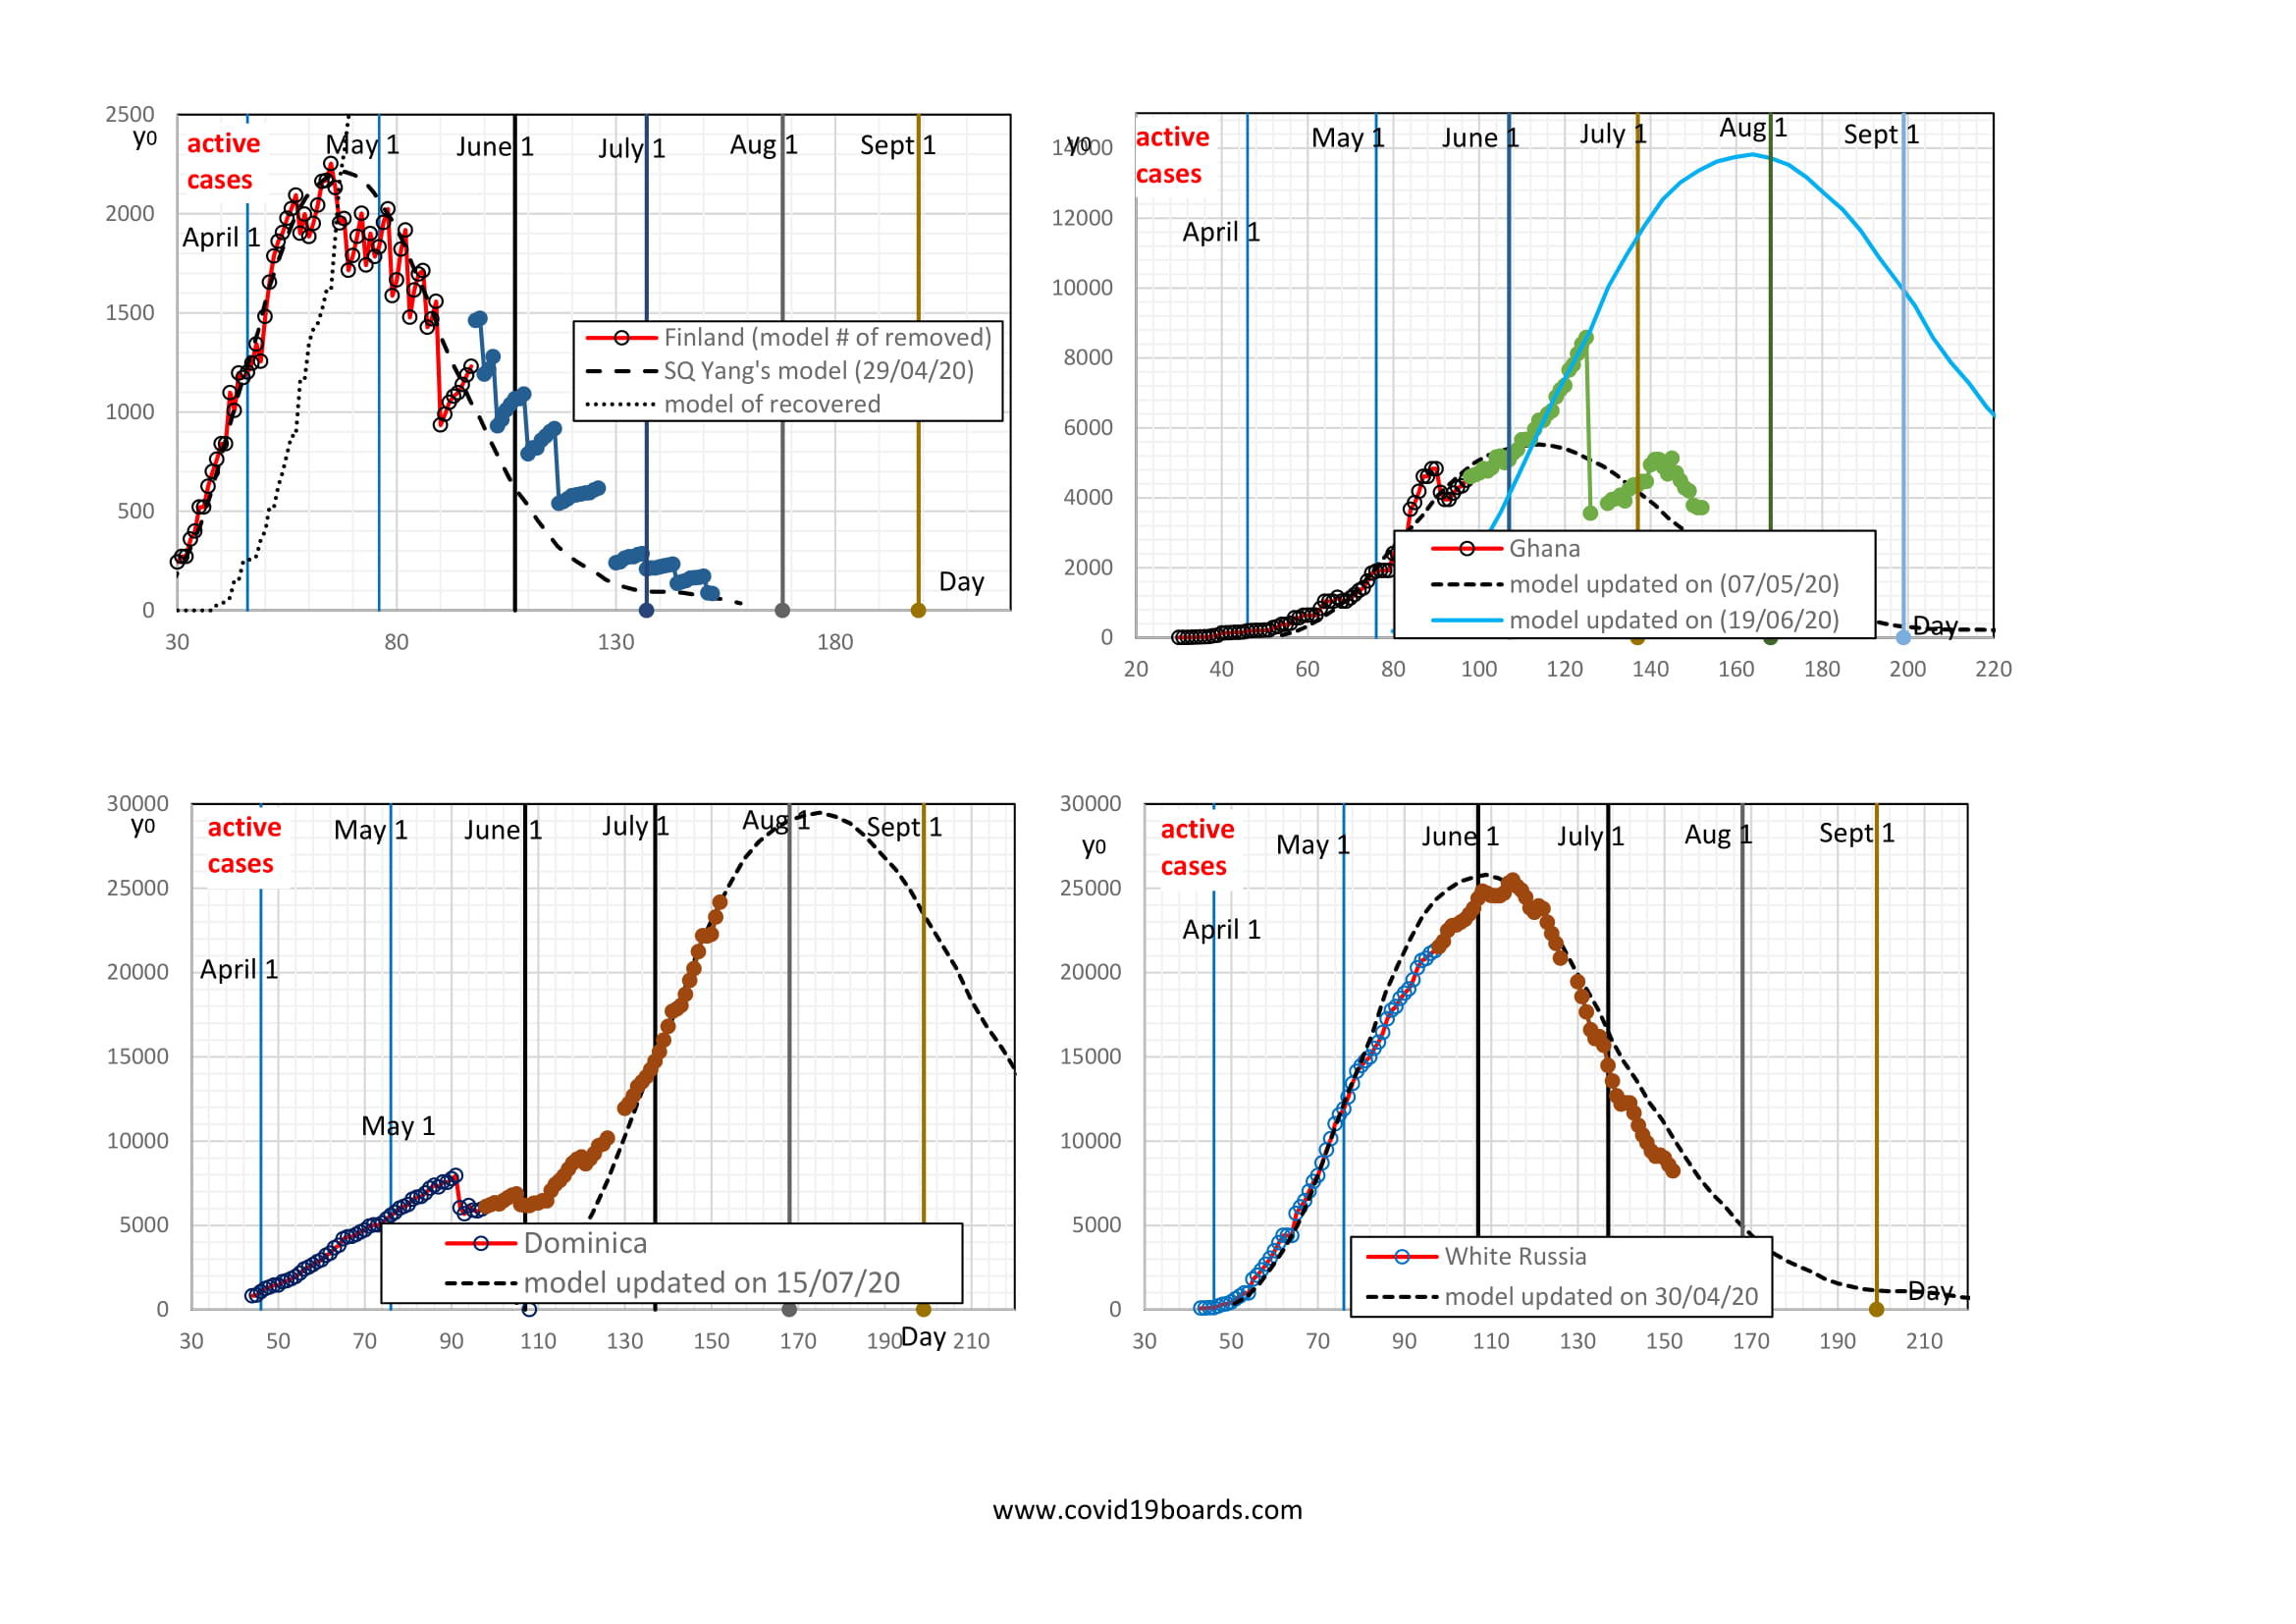 2500
y0
active
cases
May 1
June 1
July 1
Aug 1
Sept 1
2000
April 1
1500
Finland (model # of removed)
SQ Yang's model (29/04/20)
model of recovered
1000
500
Day
0
30
80
130
180
active
cases
y0
14000
May 1
June 1
July 1
Aug 1
Sept 1
12000
April 1
10000
8000
6000
4000
Ghana
2000
model updated on (07/05/20)
model updated on (19/06/20)
Day
0
20
40
60
80
100
120
140
160
180
200
220
30000
y0
active
cases
May 1
June 1
July 1
Aug 1
Sept 1
25000
20000
April 1
15000
May 1
10000
5000
Dominica
model updated on 15/07/20
0
30
50
70
90
110
130
150
170
190
Day
210
30000
y0
active
cases
May 1
June 1
July 1
Aug 1
Sept 1
25000
April 1
20000
15000
10000
5000
White Russia
model updated on 30/04/20
Day
0
30
50
70
90
110
130
150
170
190
210
www.covid19boards.com